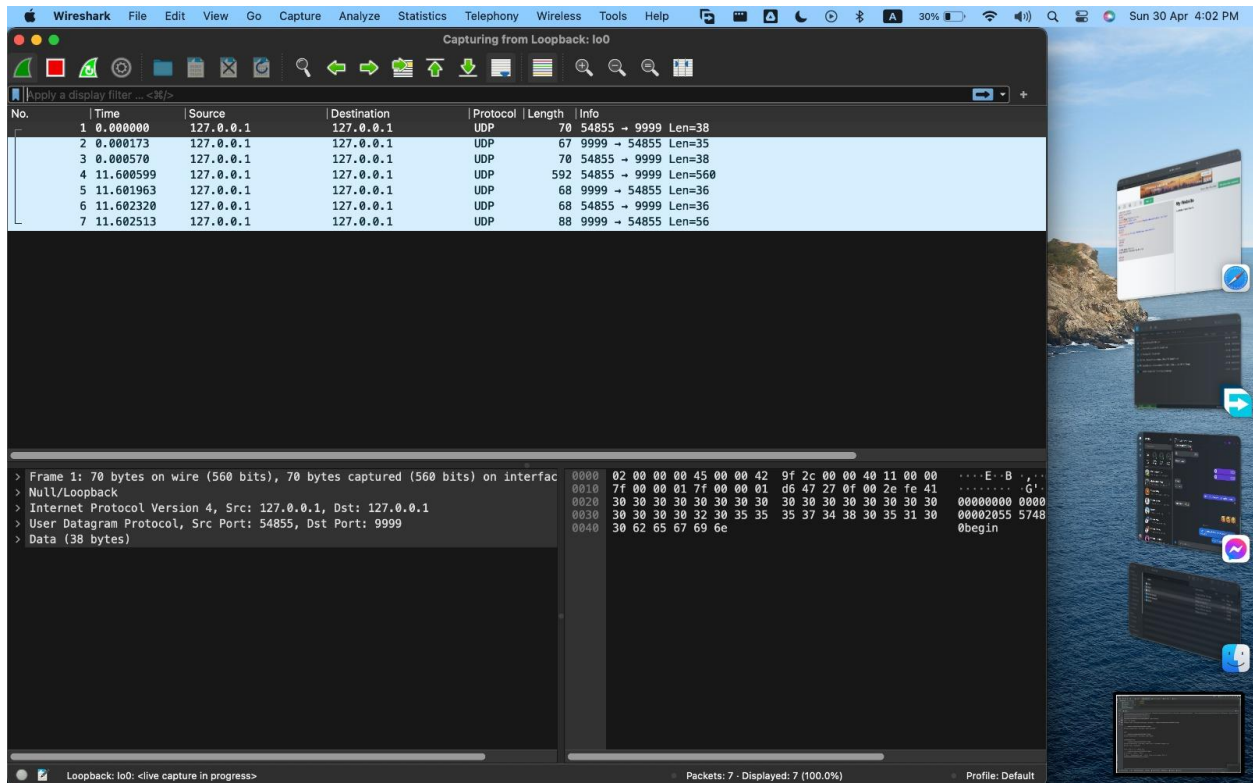 Wireshark File Edit View Go Capture Analyze Statistics Telephony Wireless Tools Help A 30% Sun 30 Apr 4:02 PM
Capturing from Loopback: lo0
Apply a display filter ... <⌘/>
No. Time Source Destination Protocol Length Info
1 0.000000 127.0.0.1 127.0.0.1 UDP 70 54855 → 9999 Len=38
2 0.000173 127.0.0.1 127.0.0.1 UDP 67 9999 → 54855 Len=35
3 0.000570 127.0.0.1 127.0.0.1 UDP 70 54855 → 9999 Len=38
4 11.600599 127.0.0.1 127.0.0.1 UDP 592 54855 → 9999 Len=560
5 11.601963 127.0.0.1 127.0.0.1 UDP 68 9999 → 54855 Len=36
6 11.602320 127.0.0.1 127.0.0.1 UDP 68 54855 → 9999 Len=36
7 11.602513 127.0.0.1 127.0.0.1 UDP 88 9999 → 54855 Len=56
> Frame 1: 70 bytes on wire (560 bits), 70 bytes captured (560 bits) on interfac
> Null/Loopback
> Internet Protocol Version 4, Src: 127.0.0.1, Dst: 127.0.0.1
> User Datagram Protocol, Src Port: 54855, Dst Port: 9999
> Data (38 bytes)
0000 02 00 00 00 45 00 00 42 9f 2c 00 00 40 11 00 00 ····E··B ·,··
0010 7f 00 00 01 7f 00 00 01 d6 47 27 0f 00 2e fe 41 ········ ·G'·
0020 30 30 30 30 30 30 30 30 30 30 30 30 30 30 30 30 00000000 0000
0030 30 30 30 30 32 30 35 35 35 37 34 38 30 35 31 30 00002055 5748
0040 30 62 65 67 69 6e 0begin
Loopback: lo0: <live capture in progress> Packets: 7 · Displayed: 7 (100.0%) Profile: Default